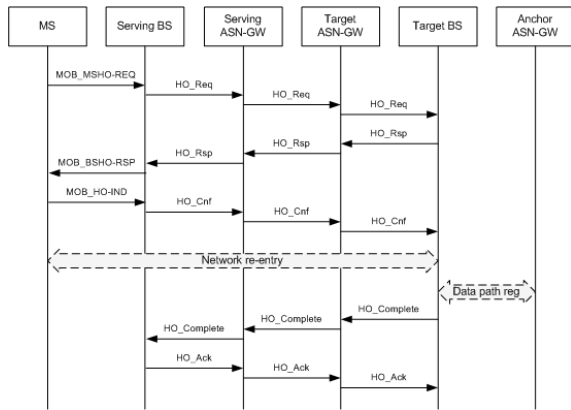 MS
Serving BS
Serving
ASN-GW
Target
ASN-GW
Target BS
Anchor
ASN-GW
MOB_MSHO-REQ
HO_Req
HO_Req
HO_Req
HO_Rsp
HO_Rsp
HO_Rsp
MOB_BSHO-RSP
MOB_HO-IND
HO_Cnf
HO_Cnf
HO_Cnf
Network re-entry
Data path reg
HO_Complete
HO_Complete
HO_Complete
HO_Ack
HO_Ack
HO_Ack